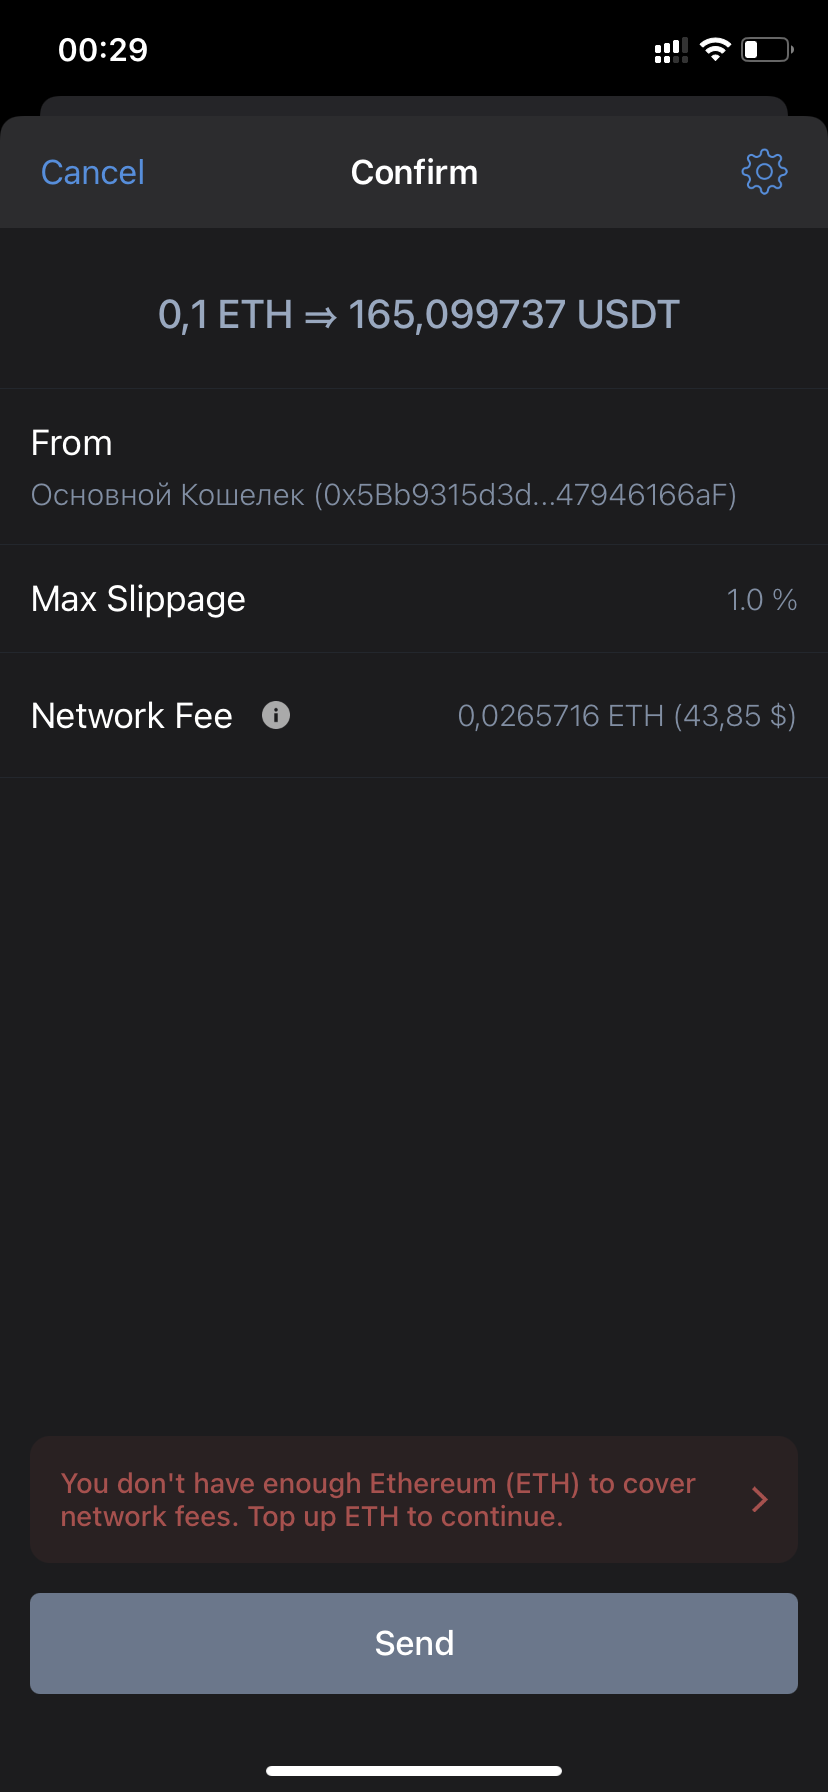 00:29
Cancel
Confirm
0,1 ETH ⇒ 165,099737 USDT
From
Основной Кошелек (0x5Bb9315d3d...47946166aF)
Max Slippage
1.0 %
Network Fee
0,0265716 ETH (43,85 $)
You don't have enough Ethereum (ETH) to cover
network fees. Top up ETH to continue.
Send